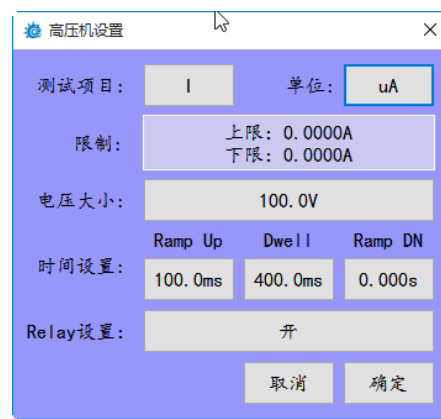 高压机设置
测试项目: I 单位: uA
限制: 上限: 0.0000A
下限: 0.0000A
电压大小: 100.0V
Ramp Up Dwell Ramp DN
时间设置: 100.0ms 400.0ms 0.000s
Relay设置: 开
取消 确定